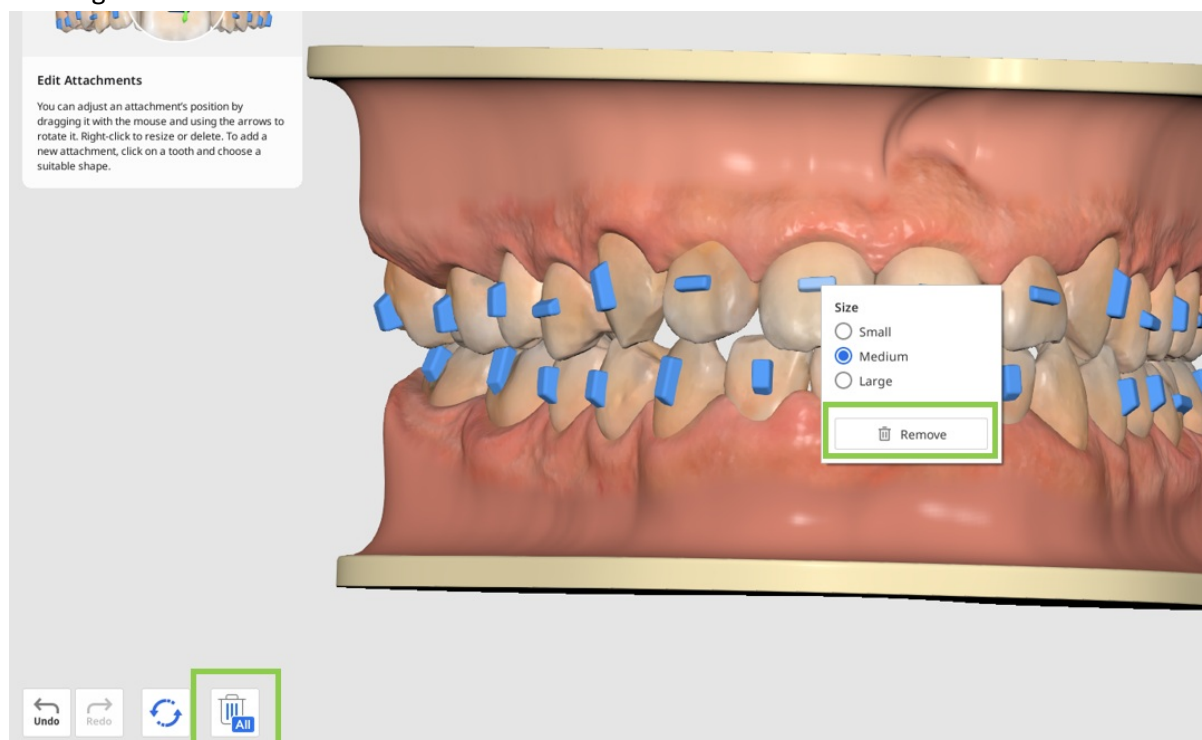 Edit Attachments
You can adjust an attachment's position by
dragging it with the mouse and using the arrows to
rotate it. Right-click to resize or delete. To add a
new attachment, click on a tooth and choose a
suitable shape.
Size
Small
Medium
Large
Remove
Undo
Redo
All